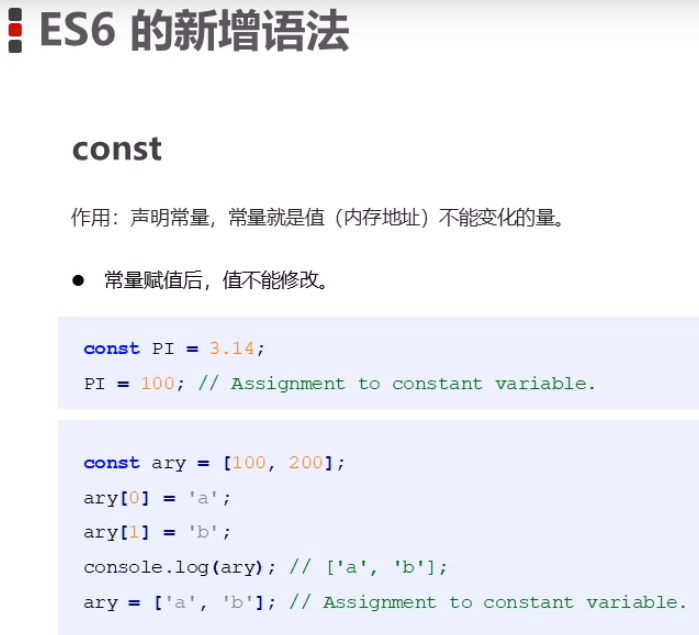 ES6 的新增语法
const
作用：声明常量，常量就是值（内存地址）不能变化的量。
● 常量赋值后，值不能修改。
const PI = 3.14;
PI = 100; // Assignment to constant variable.
const ary = [100, 200];
ary[0] = 'a';
ary[1] = 'b';
console.log(ary); // ['a', 'b'];
ary = ['a', 'b']; // Assignment to constant variable.